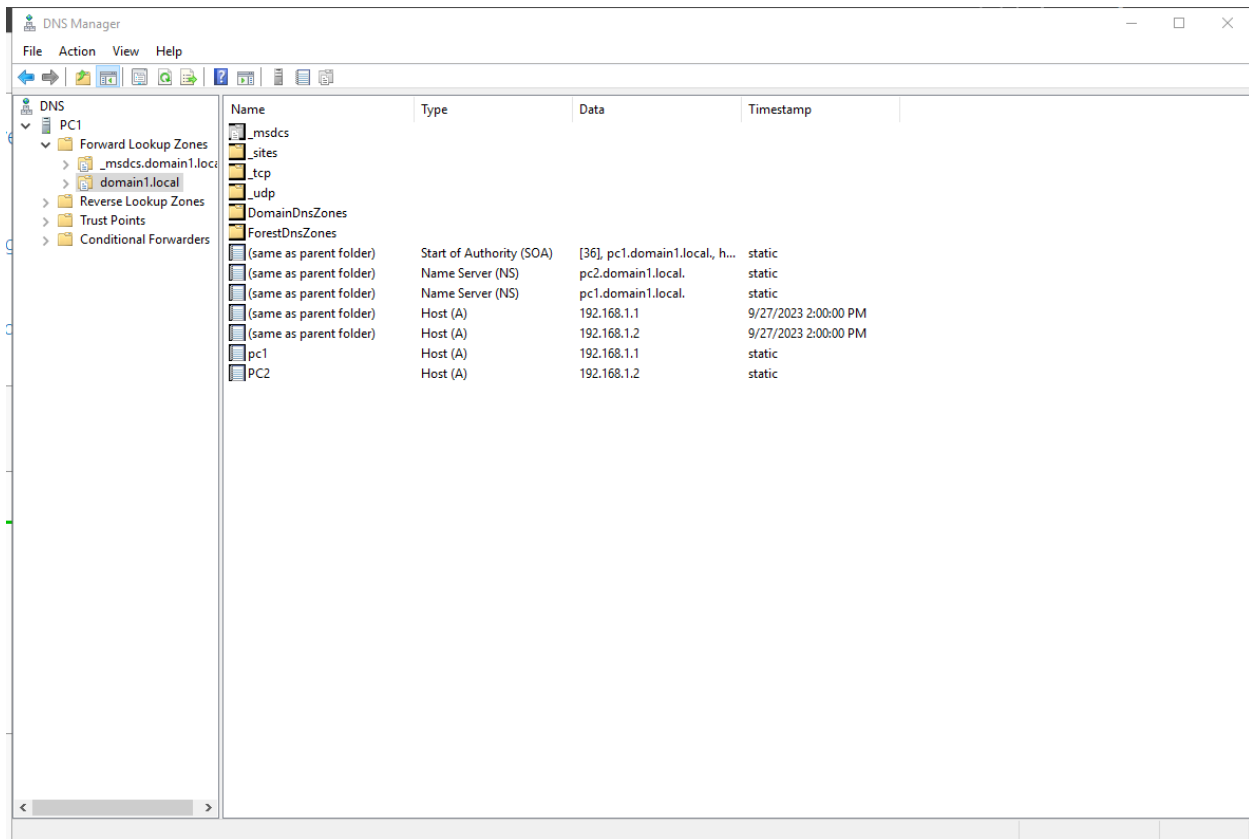 DNS Manager
File Action View Help
DNS
PC1
Forward Lookup Zones
_msdcs.domain1.loca
domain1.local
Reverse Lookup Zones
Trust Points
Conditional Forwarders
Name Type Data Timestamp
_msdcs
_sites
_tcp
_udp
DomainDnsZones
ForestDnsZones
(same as parent folder) Start of Authority (SOA) [36], pc1.domain1.local., h... static
(same as parent folder) Name Server (NS) pc2.domain1.local. static
(same as parent folder) Name Server (NS) pc1.domain1.local. static
(same as parent folder) Host (A) 192.168.1.1 9/27/2023 2:00:00 PM
(same as parent folder) Host (A) 192.168.1.2 9/27/2023 2:00:00 PM
pc1 Host (A) 192.168.1.1 static
PC2 Host (A) 192.168.1.2 static